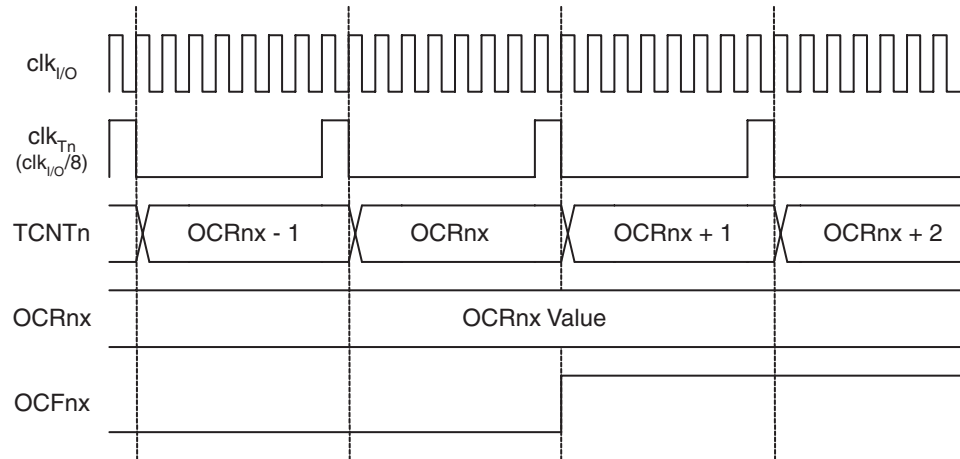 clkI/O
clkTn
(clkI/O/8)
TCNTn OCRnx - 1 OCRnx OCRnx + 1 OCRnx + 2
OCRnx OCRnx Value
OCFnx